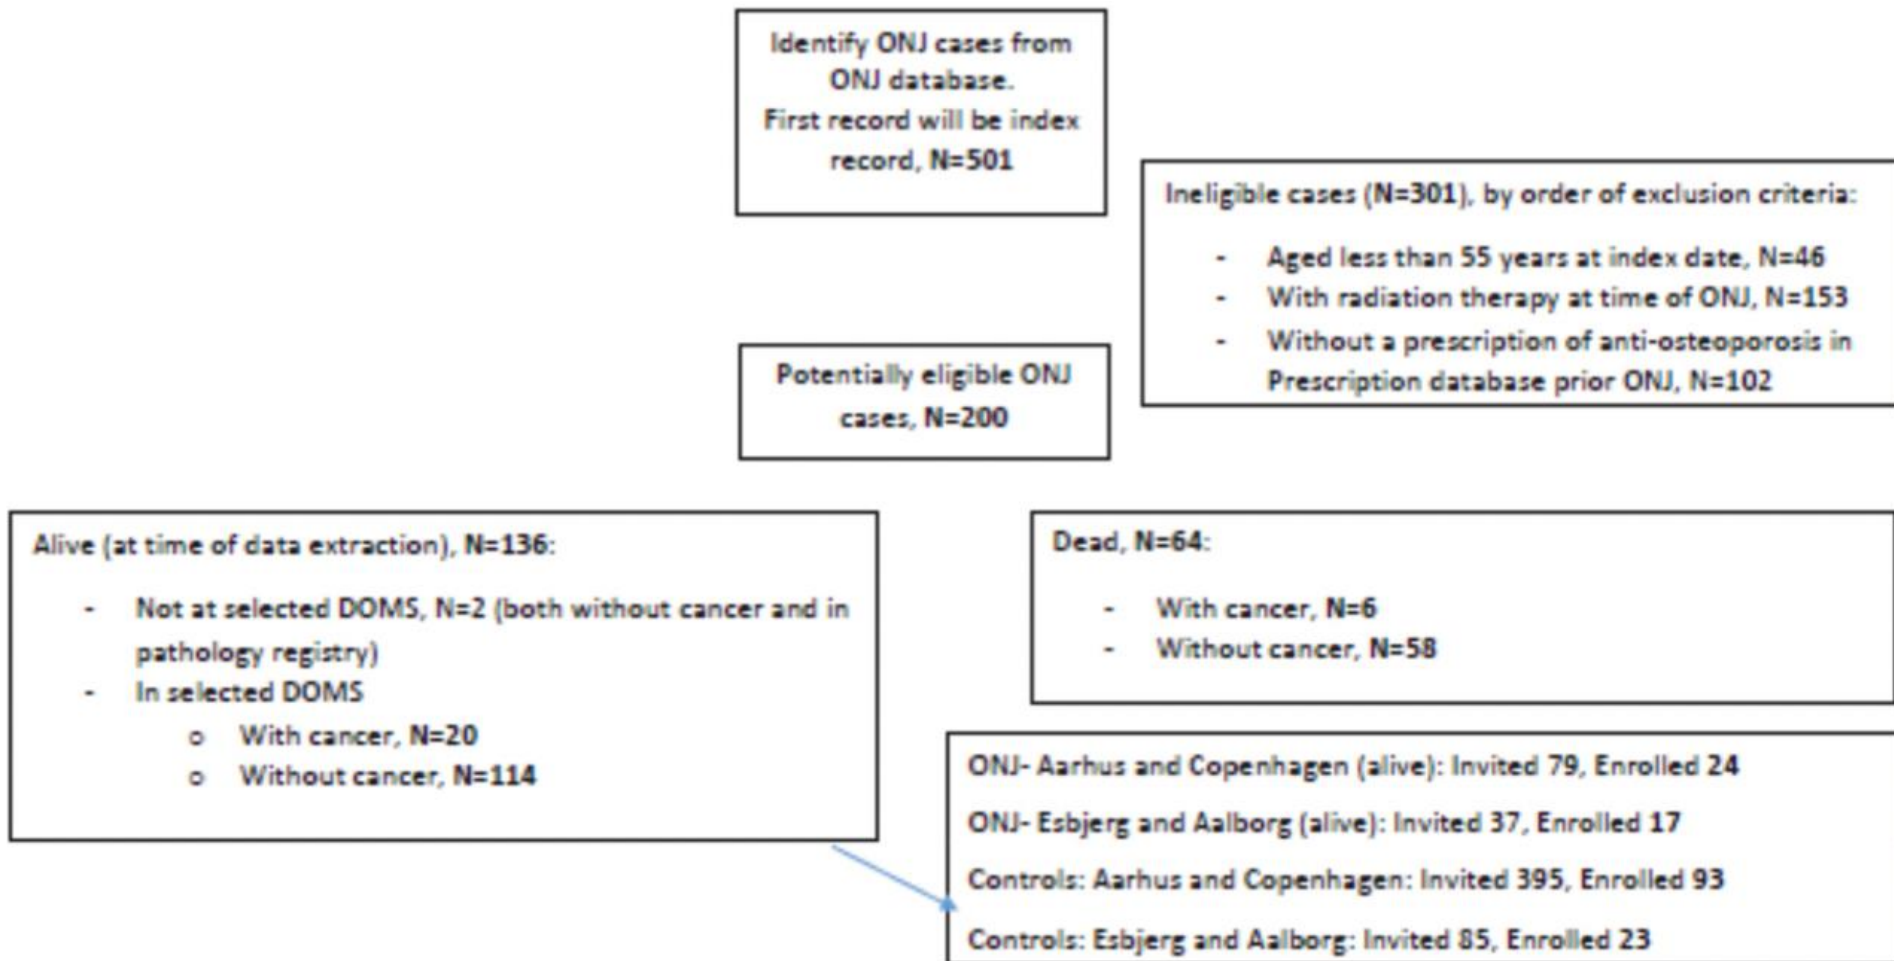 Identify ONJ cases from
ONJ database.
First record will be index
record, N=501
Ineligible cases (N=301), by order of exclusion criteria:
- Aged less than 55 years at index date, N=46
- With radiation therapy at time of ONJ, N=153
- Without a prescription of anti-osteoporosis in
Prescription database prior ONJ, N=102
Potentially eligible ONJ
cases, N=200
Alive (at time of data extraction), N=136:
- Not at selected DOMS, N=2 (both without cancer and in
pathology registry)
- In selected DOMS
o With cancer, N=20
o Without cancer, N=114
Dead, N=64:
- With cancer, N=6
- Without cancer, N=58
ONJ- Aarhus and Copenhagen (alive): Invited 79, Enrolled 24
ONJ- Esbjerg and Aalborg (alive): Invited 37, Enrolled 17
Controls: Aarhus and Copenhagen: Invited 395, Enrolled 93
Controls: Esbjerg and Aalborg: Invited 85, Enrolled 23